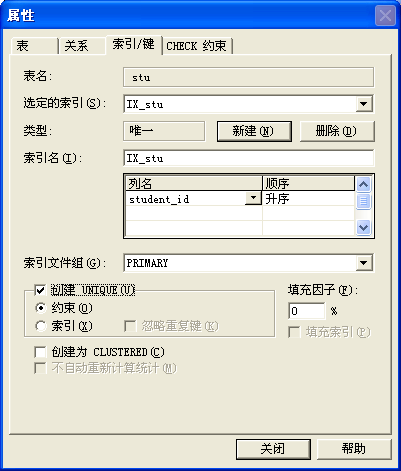 属性
表 关系 索引/键 CHECK 约束
表名: stu
选定的索引(S): IX_stu
类型: 唯一 新建(N) 删除(D)
索引名(I): IX_stu
列名 顺序
student_id 升序
索引文件组(G): PRIMARY
创建 UNIQUE(U) 填充因子(F):
约束(O) 0 %
索引(X) 忽略重复键(K) 填充索引(P)
创建为 CLUSTERED(C)
不自动重新计算统计(M)
关闭 帮助